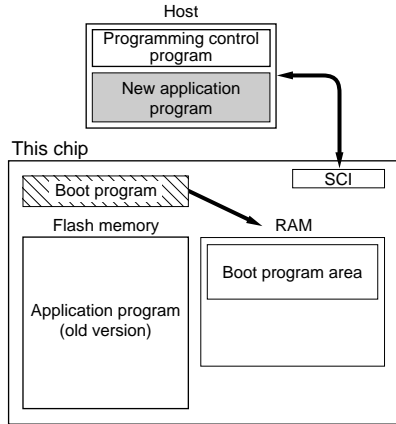 Host
Programming control
program
New application
program
This chip
SCI
Boot program
Flash memory
RAM
Boot program area
Application program
(old version)